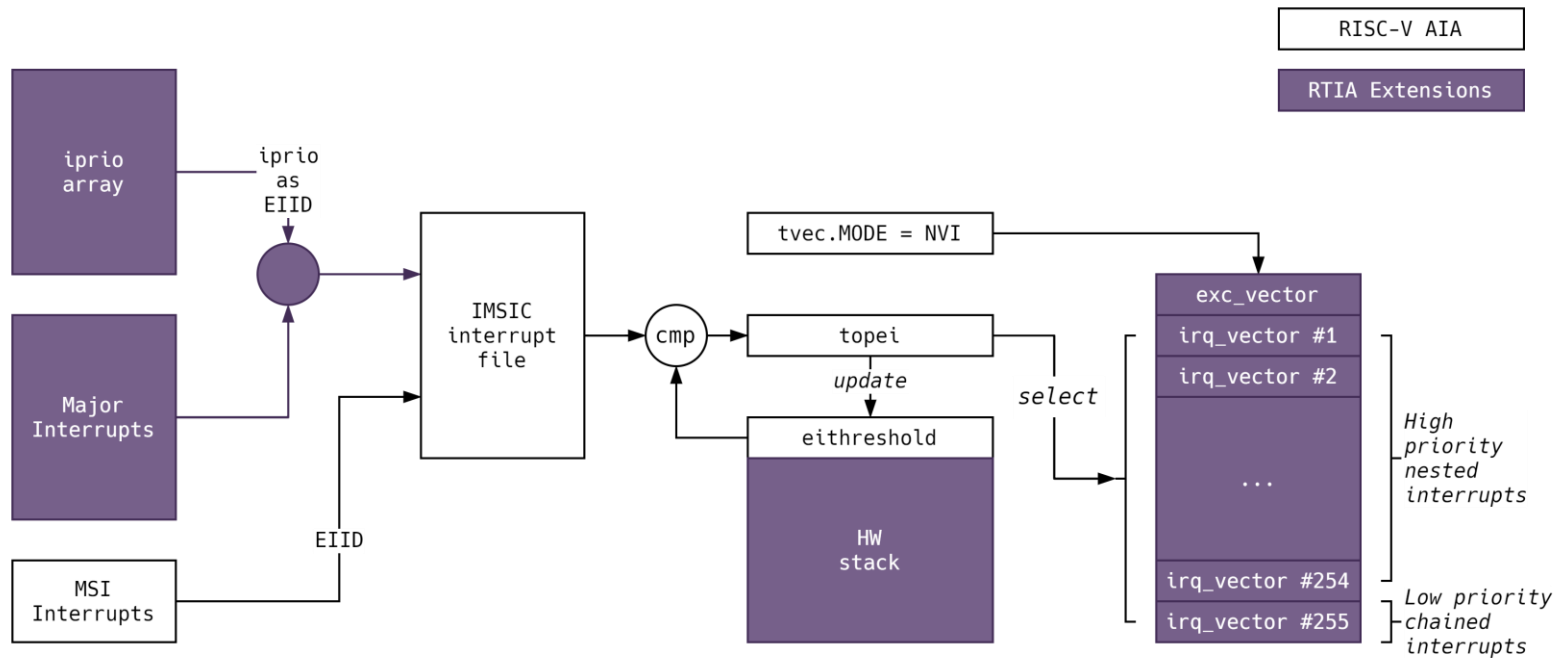 RISC-V AIA
RTIA Extensions
iprio
array
iprio
as
EIID
Major
Interrupts
MSI
Interrupts
EIID
IMSIC
interrupt
file
cmp
tvec.MODE = NVI
topei
update
eithreshold
HW
stack
select
exc_vector
irq_vector #1
irq_vector #2
...
irq_vector #254
irq_vector #255
High
priority
nested
interrupts
Low priority
chained
interrupts